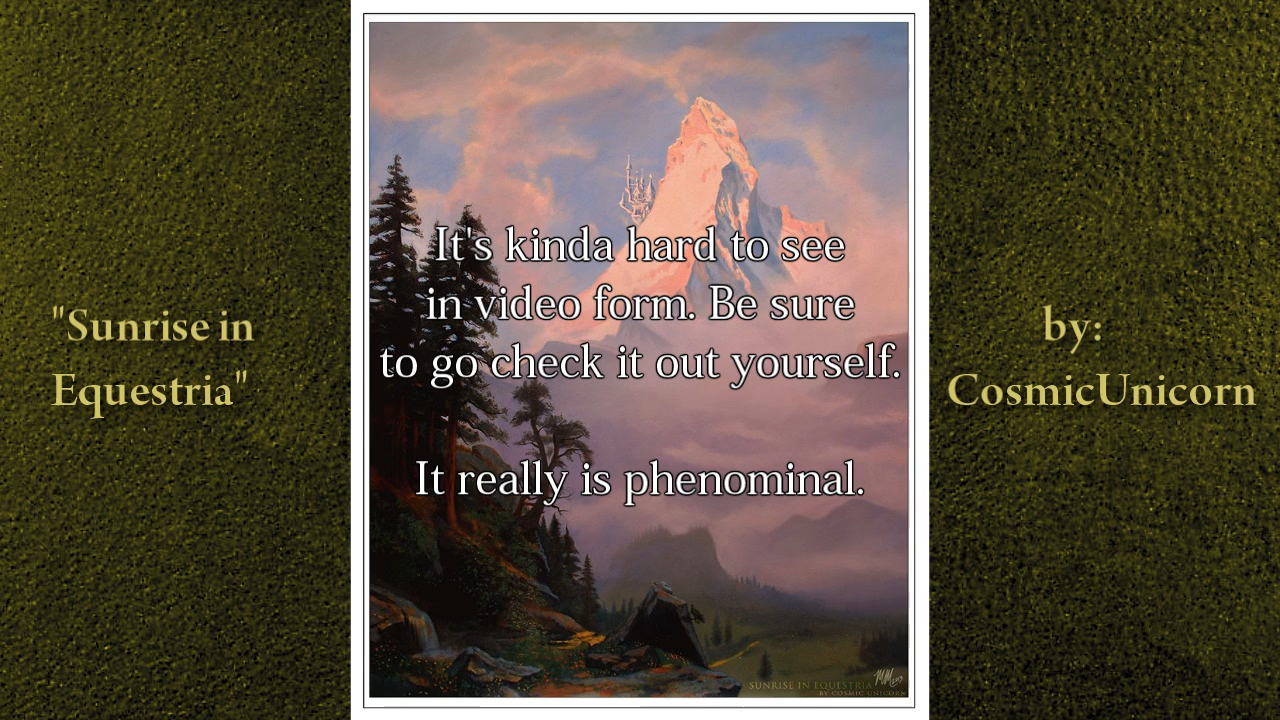 "Sunrise in
Equestria"
It's kinda hard to see
in video form. Be sure
to go check it out yourself.
It really is phenominal.
by:
CosmicUnicorn
SUNRISE IN EQUESTRIA
BY COSMIC UNICORN